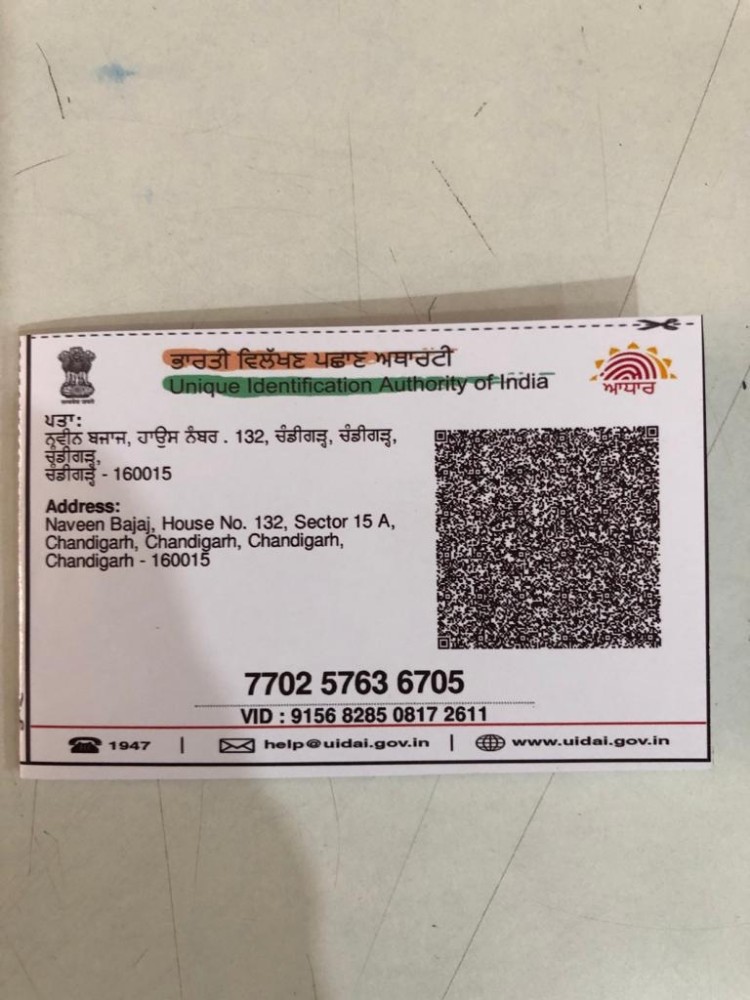 ਭਾਰਤੀ ਵਿਲੱਖਣ ਪਛਾਣ ਅਥਾਰਟੀ
Unique Identification Authority of India
ਆਧਾਰ
ਪਤਾ:
ਨਵੀਨ ਬਜਾਜ, ਹਾਉਸ ਨੰਬਰ . 132, ਚੰਡੀਗੜ੍ਹ, ਚੰਡੀਗੜ੍ਹ,
ਚੰਡੀਗੜ੍ਹ,
ਚੰਡੀਗੜ੍ਹ - 160015
Address:
Naveen Bajaj, House No. 132, Sector 15 A,
Chandigarh, Chandigarh, Chandigarh,
Chandigarh - 160015
7702 5763 6705
VID : 9156 8285 0817 2611
1947 | help@uidai.gov.in | www.uidai.gov.in